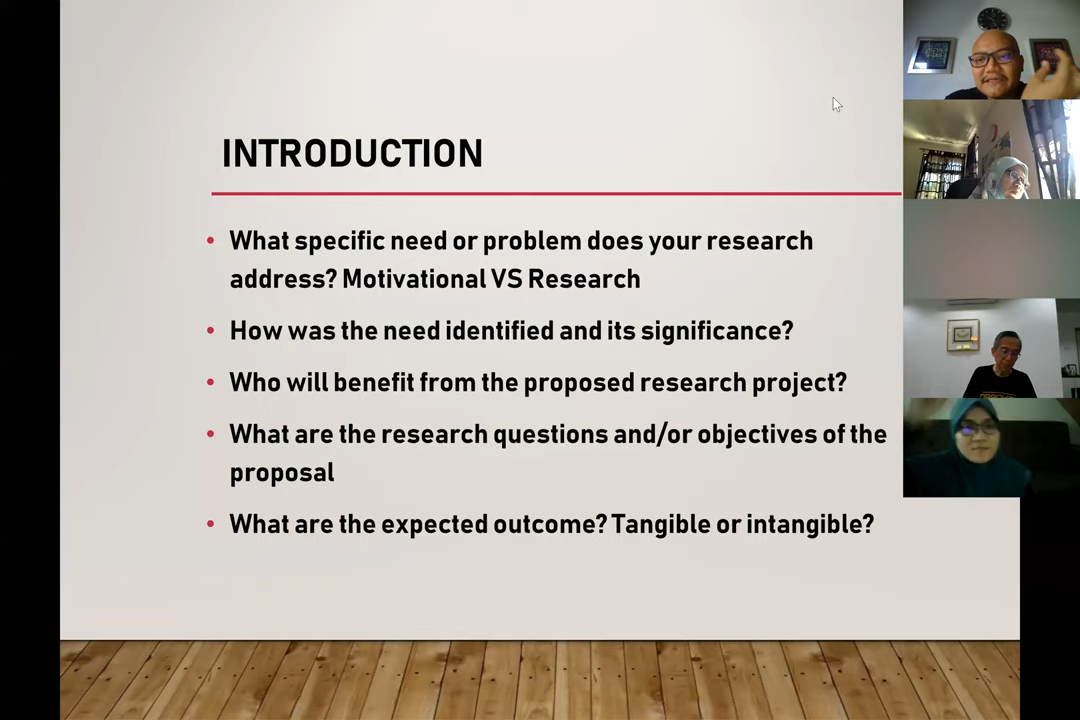 INTRODUCTION
• What specific need or problem does your research
address? Motivational VS Research
• How was the need identified and its significance?
• Who will benefit from the proposed research project?
• What are the research questions and/or objectives of the
proposal
• What are the expected outcome? Tangible or intangible?